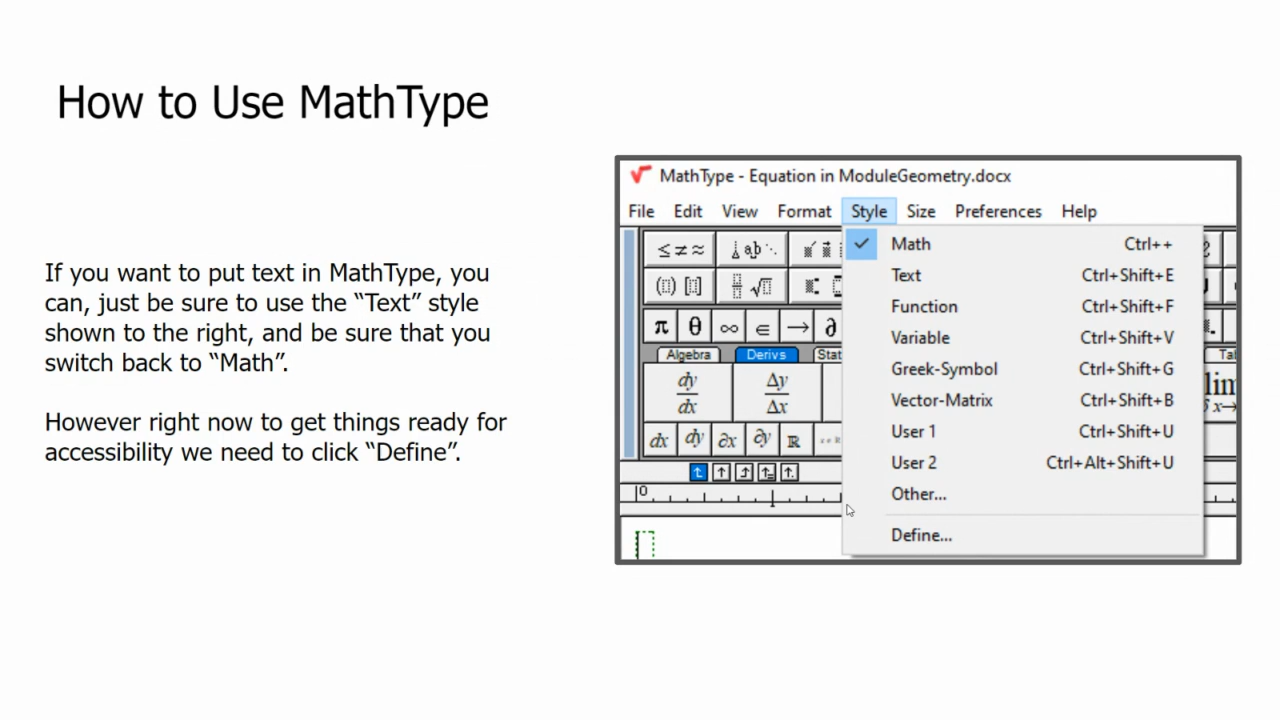 How to Use MathType
If you want to put text in MathType, you
can, just be sure to use the “Text” style
shown to the right, and be sure that you
switch back to “Math”.
However right now to get things ready for
accessibility we need to click “Define”.
MathType - Equation in ModuleGeometry.docx
File Edit View Format Style Size Preferences Help
≤ ≠ ≈
Math Ctrl++
Text Ctrl+Shift+E
Function Ctrl+Shift+F
Variable Ctrl+Shift+V
Greek-Symbol Ctrl+Shift+G
Vector-Matrix Ctrl+Shift+B
User 1 Ctrl+Shift+U
User 2 Ctrl+Alt+Shift+U
Other...
Define...
π θ ∞ ∈ → ∂
Algebra Derivs
dy/dx Δy/Δx lim
dx dy ∂x ∂y ℝ
0